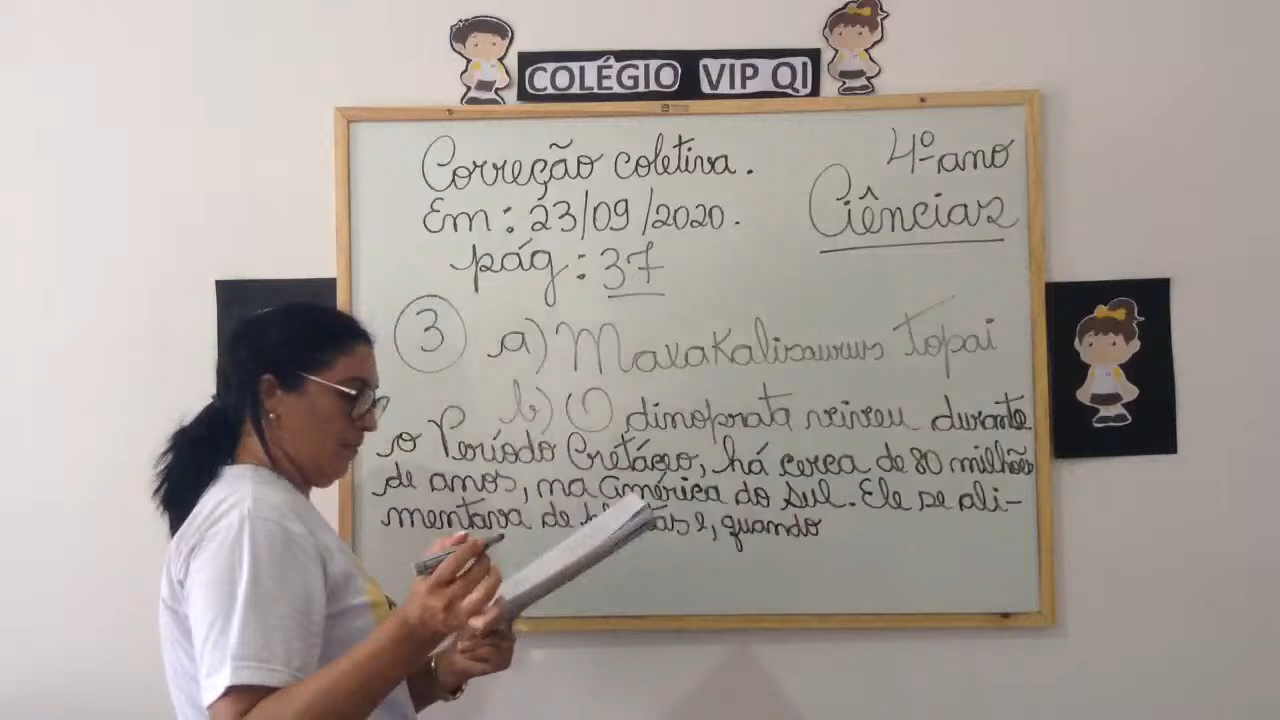 COLÉGIO VIP QI
Correção coletiva.
4º ano
Em: 23/09/2020.
Ciências
pág: 37
3 a) Maxakalisaurus topai
b) O dinoprata viveu durante
o Período Cretáceo, há cerca de 80 milhões
de amos, na América do Sul. Ele se ali-
mentava de e, quando